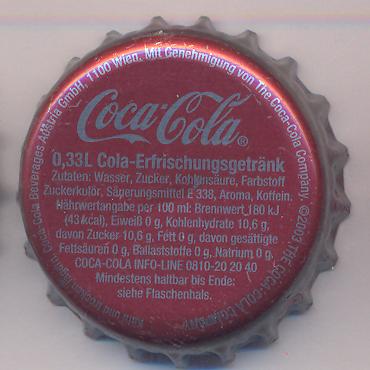 Coca-Cola®
0,33L Cola-Erfrischungsgetränk
Zutaten: Wasser, Zucker, Kohlensäure, Farbstoff
Zuckerkulör, Säuerungsmittel E 338, Aroma, Koffein.
Nährwertangabe per 100 ml: Brennwert 180 kJ
(43 kcal), Eiweiß 0 g, Kohlenhydrate 10,6 g,
davon Zucker 10,6 g, Fett 0 g, davon gesättigte
Fettsäuren 0 g, Ballaststoffe 0 g, Natrium 0 g.
COCA-COLA INFO-LINE 0810-20 20 40
Mindestens haltbar bis Ende:
siehe Flaschenhals.
Kühl und trocken lagern. Coca-Cola Beverages Austria GmbH, 1100 Wien. Mit Genehmigung von The Coca-Cola Company. ©2003 THE COCA-COLA COMPANY